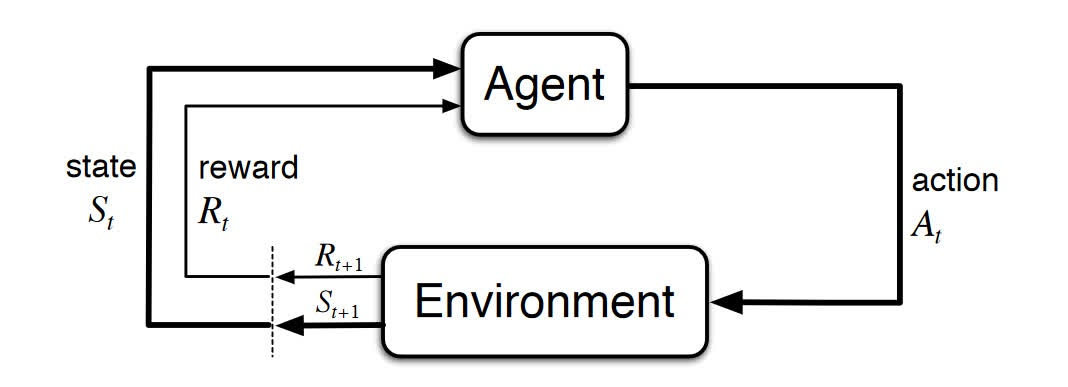 Agent
state
S_t
reward
R_t
action
A_t
R_{t+1}
S_{t+1}
Environment